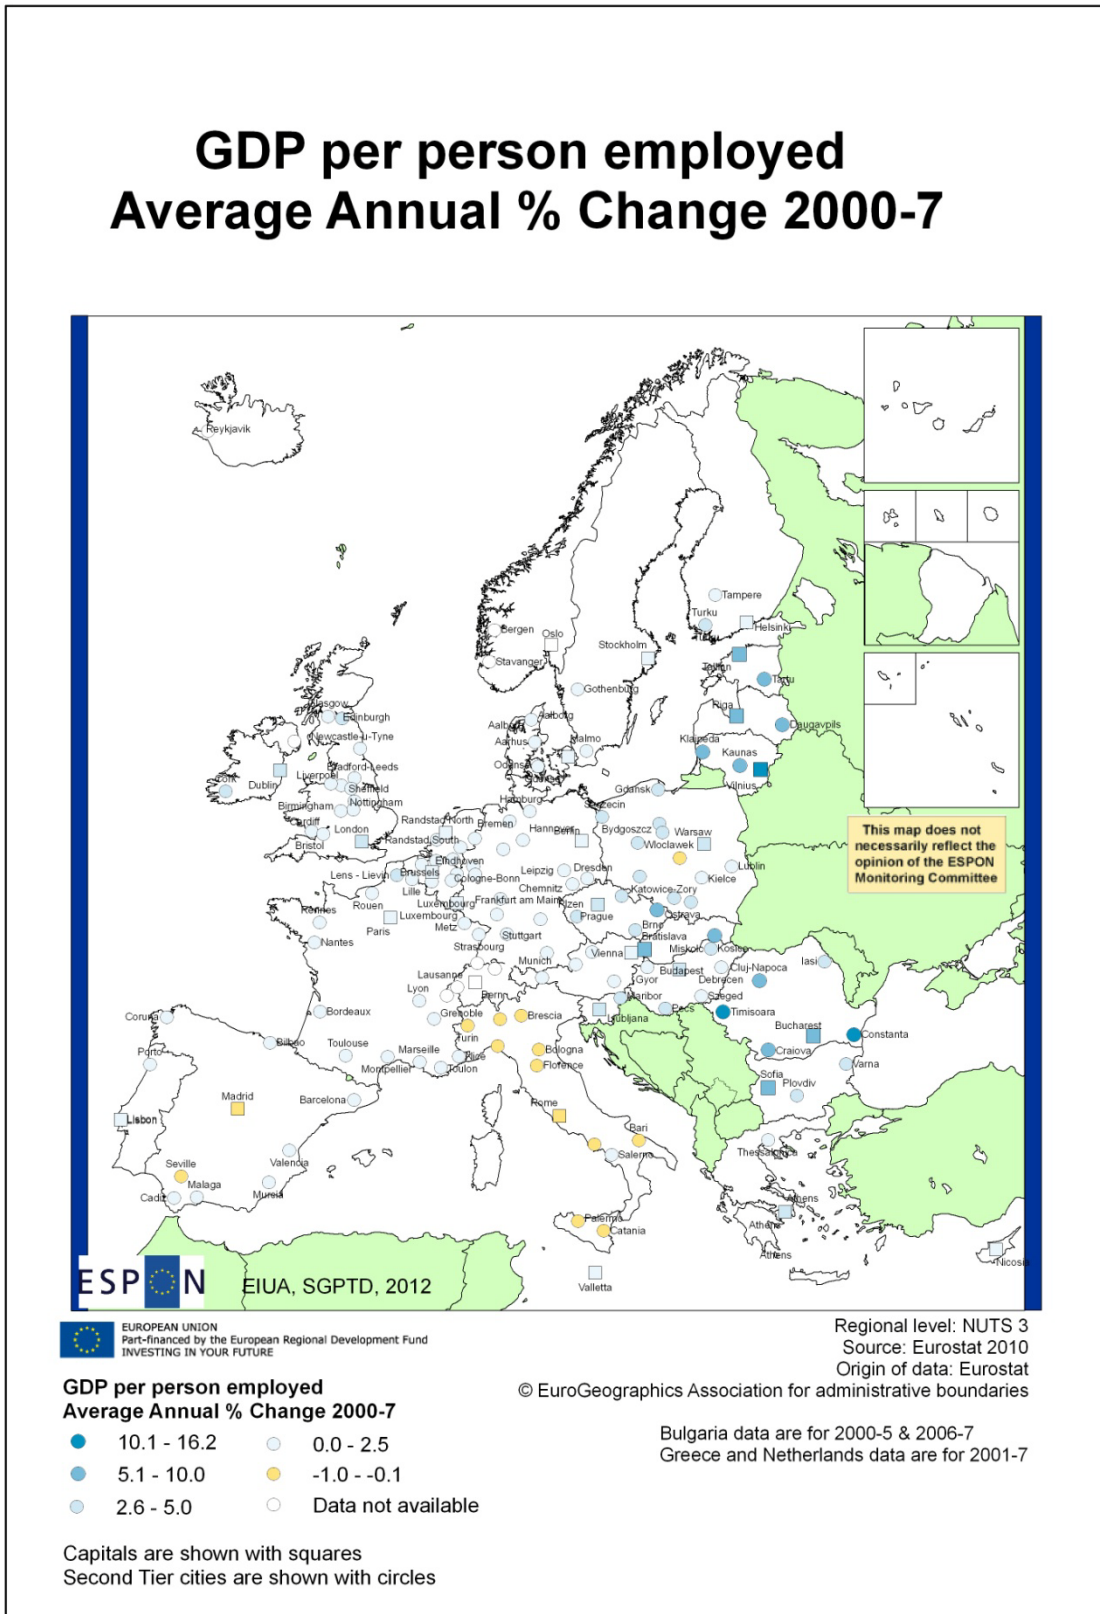 GDP per person employed
Average Annual % Change 2000-7
Reykjavik
Tampere
Turku
Helsinki
Bergen
Oslo
Stockholm
Stavanger
Tallinn
Tartu
Gothenburg
Riga
Glasgow
Edinburgh
Aalborg
Aalborg
Daugavpils
Newcastle-u-Tyne
Aarhus
Malmo
Klaipeda
Kaunas
Odense
Bradford-Leeds
Liverpool
Cork
Dublin
Sheffield
Vilnius
Gdansk
Nottingham
Birmingham
Hamburg
Szczecin
Cardiff
London
Randstad North
Bremen
Hannover
Berlin
Bydgoszcz
Warsaw
Bristol
Randstad South
Wloclawek
Eindhoven
Lublin
Lens - Lievin
Brussels
Leipzig
Dresden
Cologne-Bonn
Kielce
Lille
Chemnitz
Katowice-Zory
Rouen
Luxembourg
Frankfurt am Main
Plzen
Prague
Ostrava
Rennes
Paris
Luxembourg
Metz
Brno
Nantes
Stuttgart
Bratislava
Strasbourg
Miskolc
Kosice
Munich
Vienna
Iasi
Lausanne
Budapest
Cluj-Napoca
Gyor
Debrecen
Lyon
Bern
Maribor
Szeged
Coruna
Bordeaux
Grenoble
Brescia
Ljubljana
Pecs
Timisoara
Turin
Bucharest
Constanta
Bilbao
Toulouse
Marseille
Nice
Bologna
Craiova
Porto
Montpellier
Toulon
Florence
Varna
Sofia
Plovdiv
Madrid
Barcelona
Rome
Lisbon
Bari
Valencia
Salerno
Thessalonica
Seville
Malaga
Cadiz
Murcia
Athens
Palermo
Athens
Catania
Athens
Nicosia
Valletta
This map does not
necessarily reflect the
opinion of the ESPON
Monitoring Committee
ESPON
EIUA, SGPTD, 2012
EUROPEAN UNION
Part-financed by the European Regional Development Fund
INVESTING IN YOUR FUTURE
Regional level: NUTS 3
Source: Eurostat 2010
Origin of data: Eurostat
© EuroGeographics Association for administrative boundaries
Bulgaria data are for 2000-5 & 2006-7
Greece and Netherlands data are for 2001-7
GDP per person employed
Average Annual % Change 2000-7
10.1 - 16.2
5.1 - 10.0
2.6 - 5.0
0.0 - 2.5
-1.0 - -0.1
Data not available
Capitals are shown with squares
Second Tier cities are shown with circles